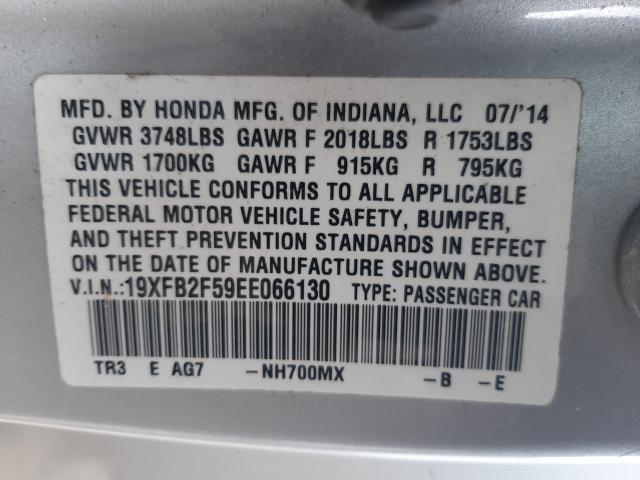 MFD. BY HONDA MFG. OF INDIANA, LLC 07/'14
GVWR 3748LBS GAWR F 2018LBS R 1753LBS
GVWR 1700KG GAWR F 915KG R 795KG
THIS VEHICLE CONFORMS TO ALL APPLICABLE
FEDERAL MOTOR VEHICLE SAFETY, BUMPER,
AND THEFT PREVENTION STANDARDS IN EFFECT
ON THE DATE OF MANUFACTURE SHOWN ABOVE.
V.I.N.:19XFB2F59EE066130 TYPE: PASSENGER CAR
TR3 E AG7 -NH700MX -B -E